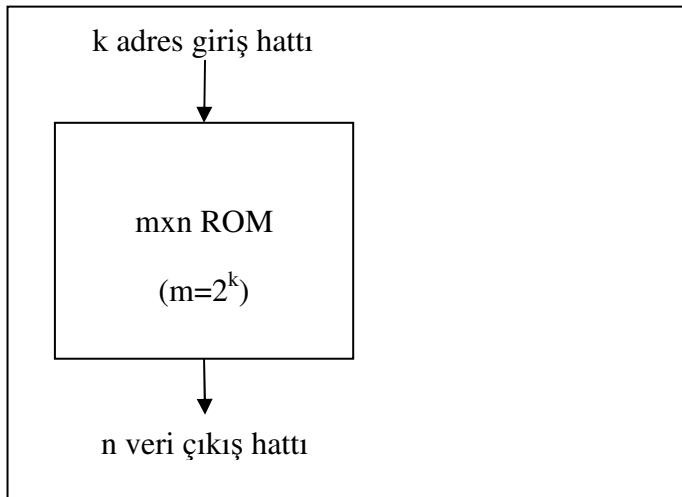 k adres giriş hattı
mxn ROM
(m=2^k)
n veri çıkış hattı